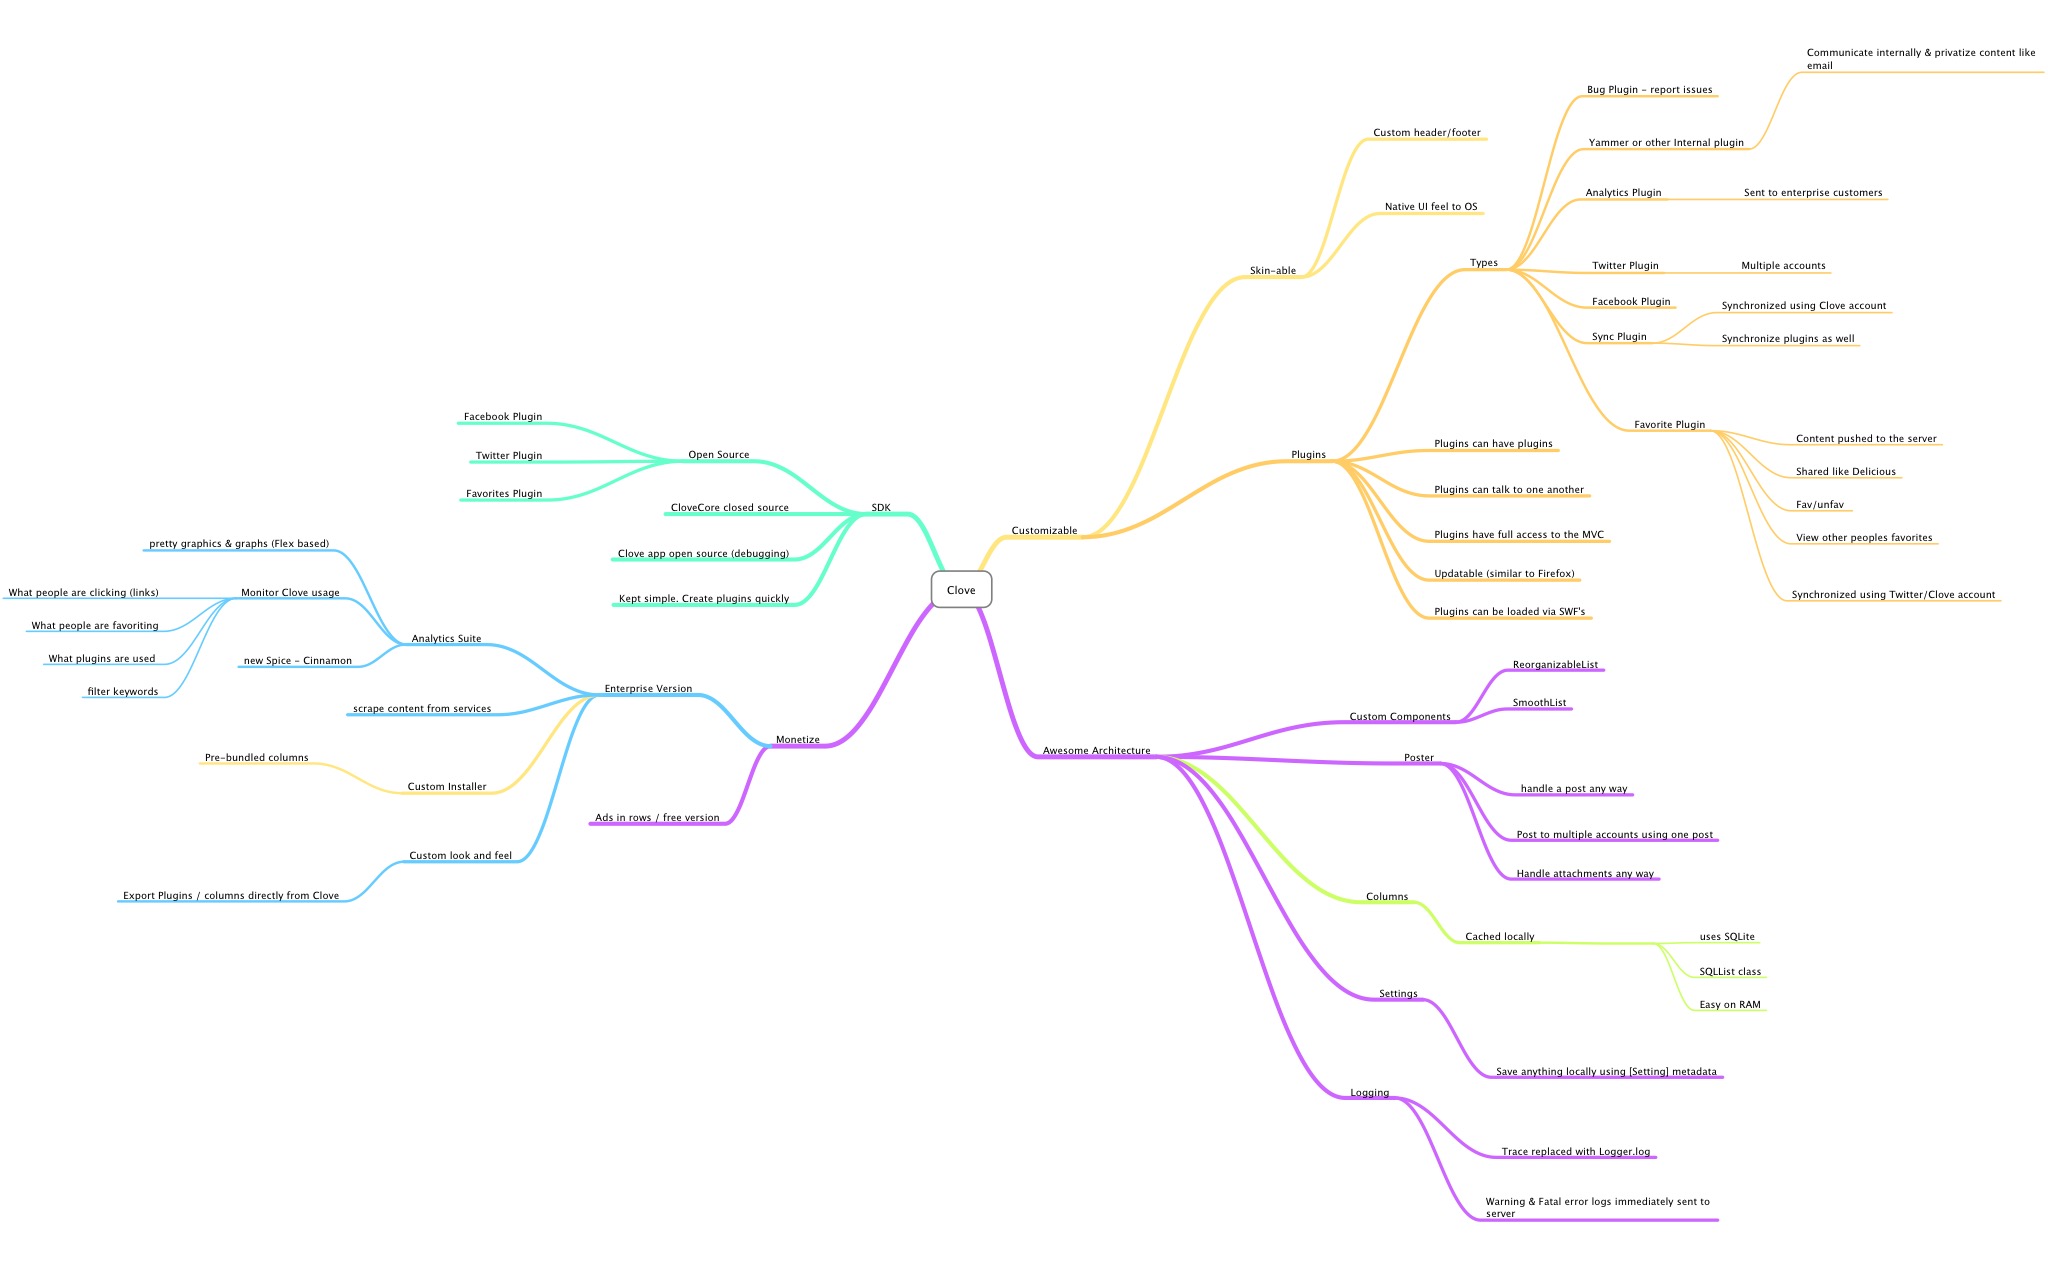 Clove
Customizable
Skin-able
Custom header/footer
Native UI feel to OS
Plugins
Types
Bug Plugin - report issues
Yammer or other Internal plugin
Communicate internally & privatize content like
email
Analytics Plugin
Sent to enterprise customers
Twitter Plugin
Multiple accounts
Facebook Plugin
Sync Plugin
Synchronized using Clove account
Synchronize plugins as well
Favorite Plugin
Content pushed to the server
Shared like Delicious
Fav/unfav
View other peoples favorites
Synchronized using Twitter/Clove account
Plugins can have plugins
Plugins can talk to one another
Plugins have full access to the MVC
Updatable (similar to Firefox)
Plugins can be loaded via SWF's
Awesome Architecture
Custom Components
ReorganizableList
SmoothList
Poster
handle a post any way
Post to multiple accounts using one post
Handle attachments any way
Columns
Cached locally
uses SQLite
SQLList class
Easy on RAM
Settings
Save anything locally using [Setting] metadata
Logging
Trace replaced with Logger.log
Warning & Fatal error logs immediately sent to
server
SDK
Open Source
Facebook Plugin
Twitter Plugin
Favorites Plugin
CloveCore closed source
Clove app open source (debugging)
Kept simple. Create plugins quickly
Monetize
Enterprise Version
Analytics Suite
pretty graphics & graphs (Flex based)
Monitor Clove usage
What people are clicking (links)
What people are favoriting
What plugins are used
filter keywords
new Spice - Cinnamon
scrape content from services
Custom Installer
Pre-bundled columns
Custom look and feel
Export Plugins / columns directly from Clove
Ads in rows / free version